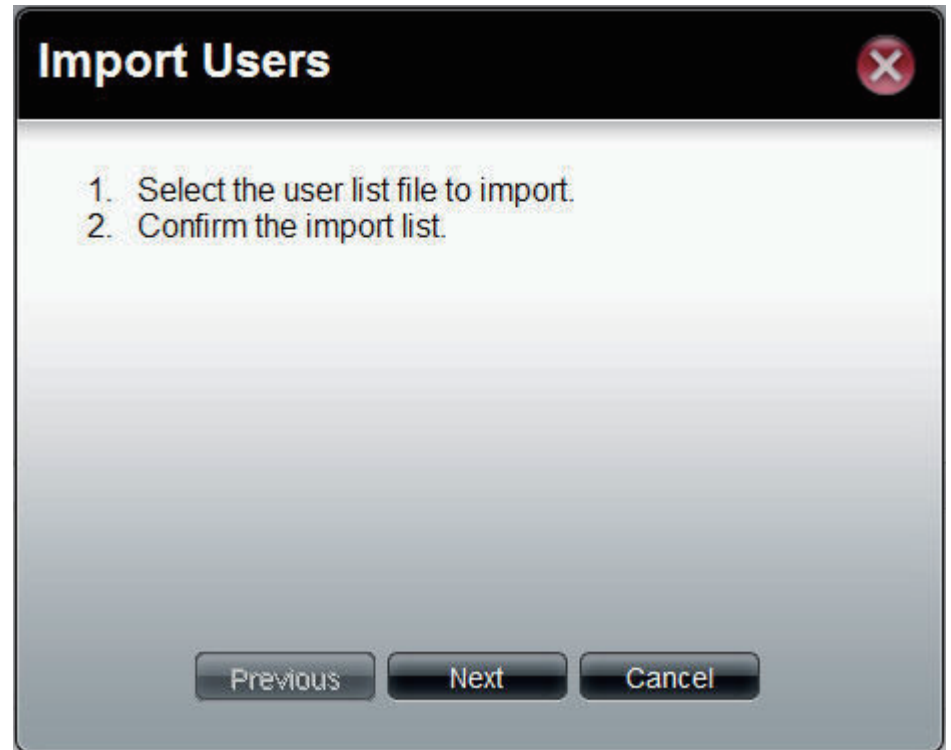 Import Users
1. Select the user list file to import.
2. Confirm the import list.
Previous Next Cancel